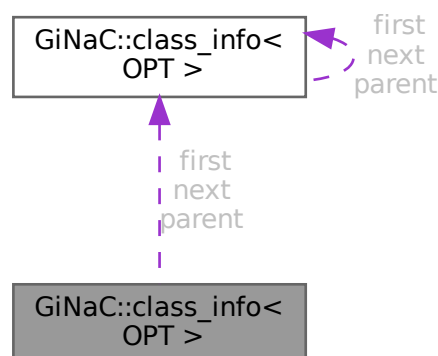 GiNaC::class_info<
OPT >
first
next
parent
first
next
parent
GiNaC::class_info<
OPT >